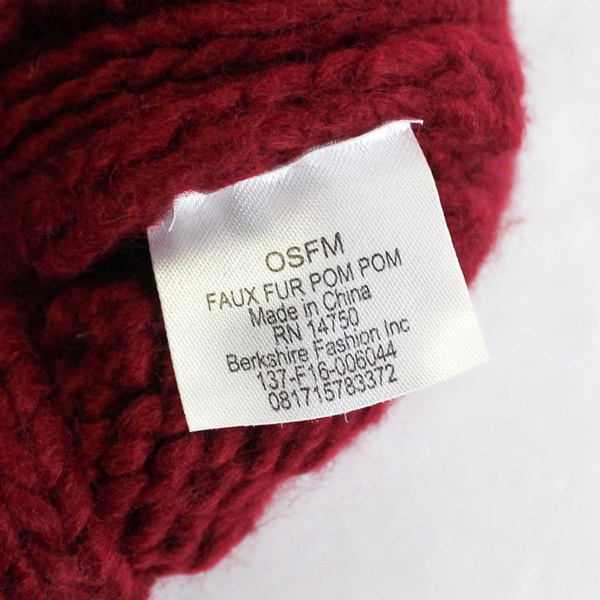 OSFM
FAUX FUR POM POM
Made in China
RN 14750
Berkshire Fashion Inc
137-F16-006044
081715783372